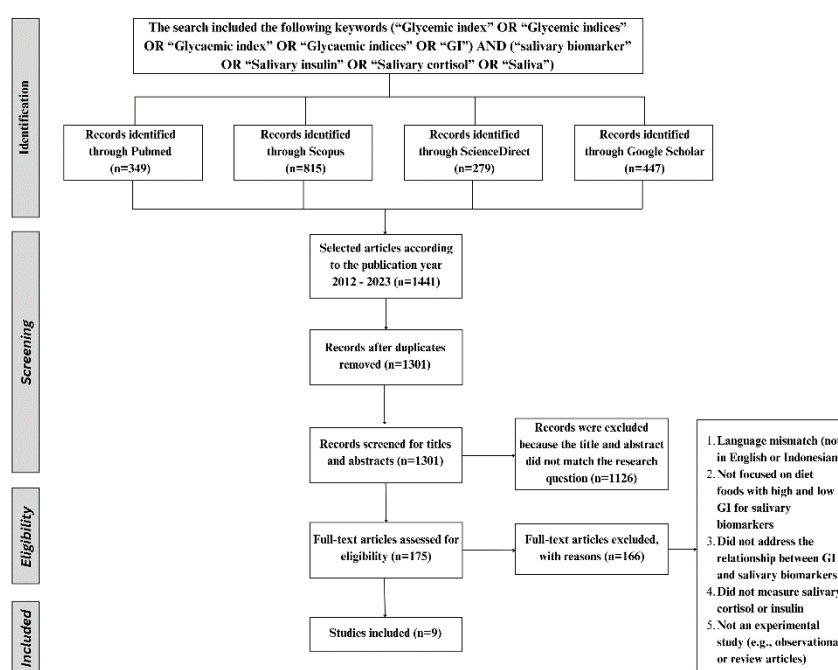 The search included the following keywords (“Glycemic index” OR “Glycemic indices”
OR “Glycaemic index” OR “Glycaemic indices” OR “GI”) AND (“salivary biomarker”
OR “Salivary insulin” OR “Salivary cortisol” OR “Saliva”)
Identification
Records identified
through Pubmed
(n=349)
Records identified
through Scopus
(n=815)
Records identified
through ScienceDirect
(n=279)
Records identified
through Google Scholar
(n=447)
Screening
Selected articles according
to the publication year
2012 - 2023 (n=1441)
Records after duplicates
removed (n=1301)
Records screened for titles
and abstracts (n=1301)
Records were excluded
because the title and abstract
did not match the research
question (n=1126)
Eligibility
Full-text articles assessed for
eligibility (n=175)
Full-text articles excluded,
with reasons (n=166)
1. Language mismatch (not
in English or Indonesian
2. Not focused on diet
foods with high and low
GI for salivary
biomarkers
3. Did not address the
relationship between GI
and salivary biomarkers
4. Did not measure salivary
cortisol or insulin
5. Not an experimental
study (e.g., observationa
or review articles)
Included
Studies included (n=9)